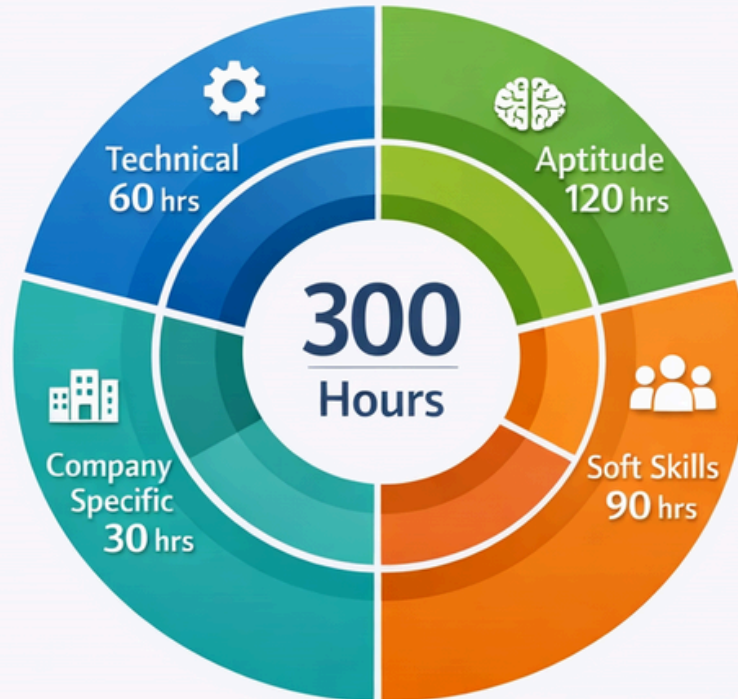 Technical
60 hrs
Aptitude
120 hrs
300
Hours
Company
Specific
30 hrs
Soft Skills
90 hrs